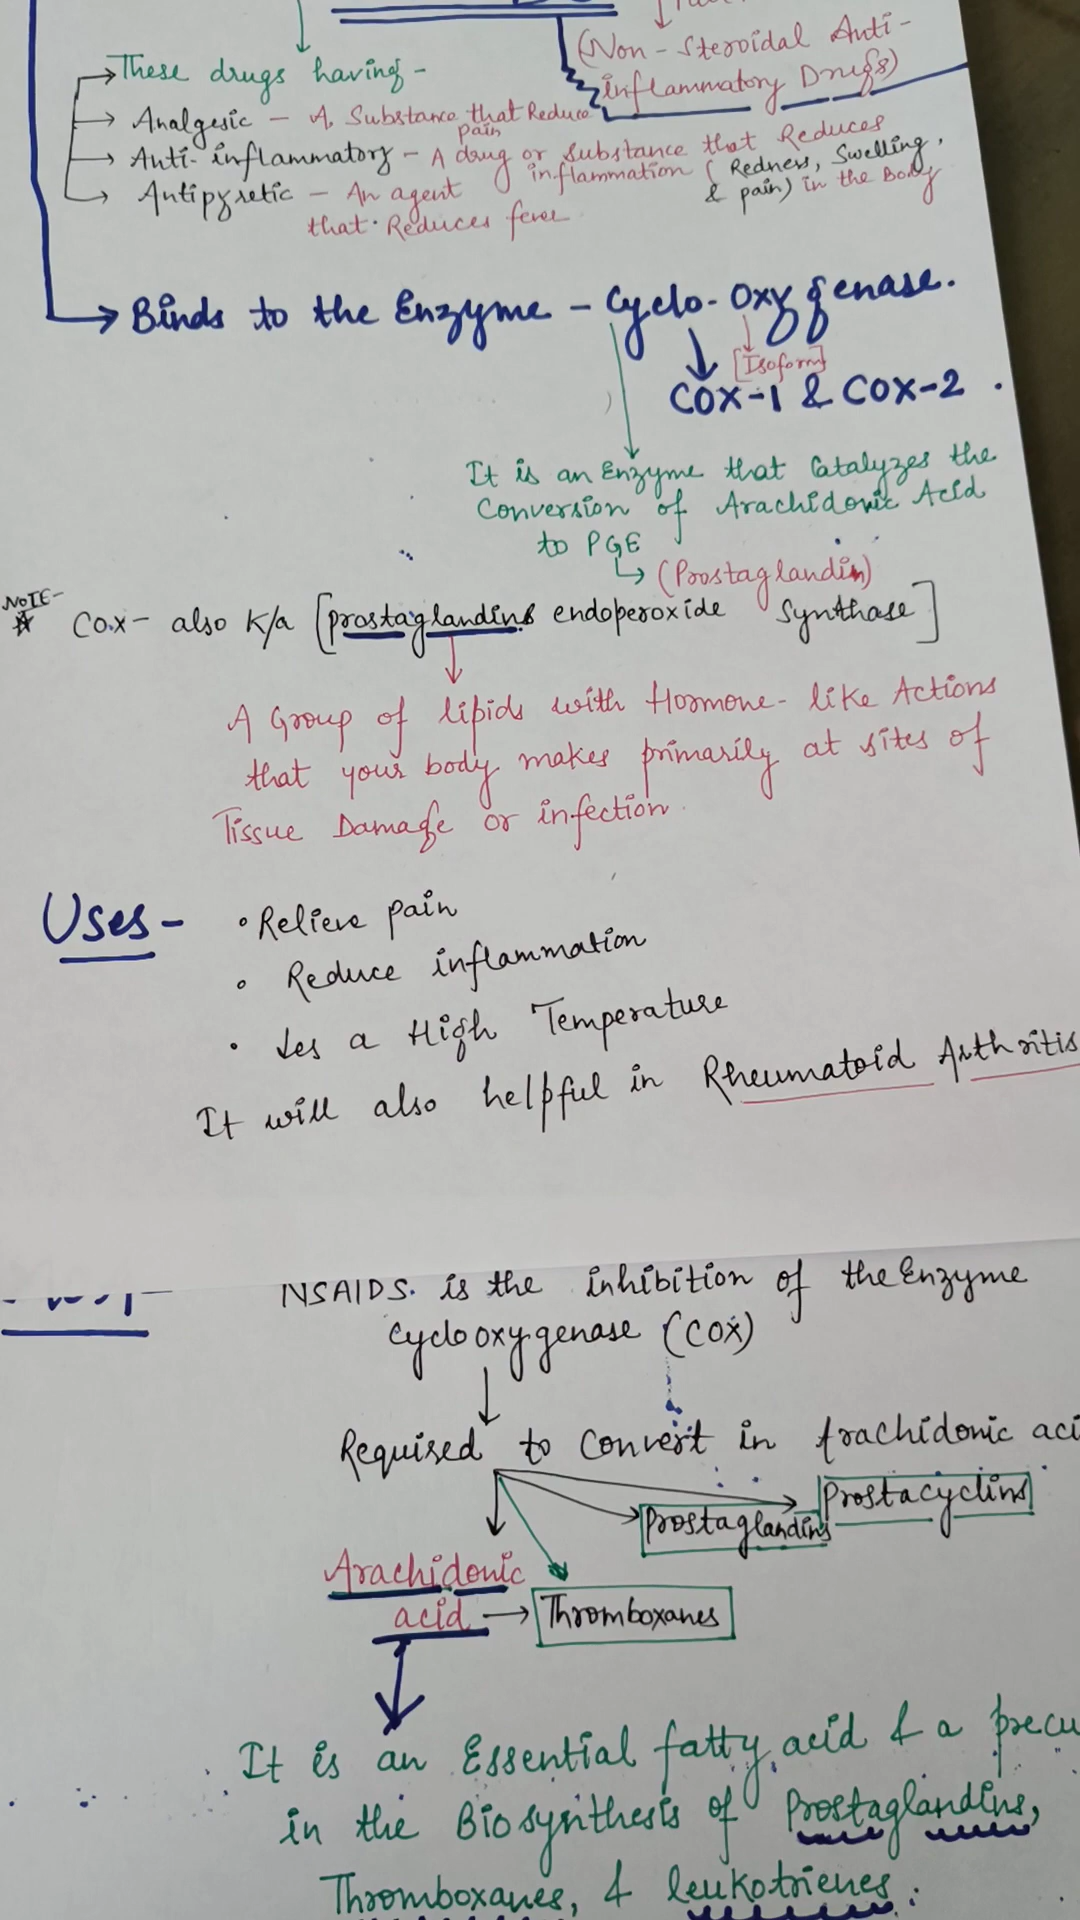 (Non-Steroidal Anti-
inflammatory Drugs)
These drugs having -
Analgesic - A Substance that Reduce
pain
Anti-inflammatory - A drug or Substance that Reduces
inflammation (Redness, Swelling,
& pain) in the Body
Antipyretic - An agent
that Reduces fever
Binds to the Enzyme - Cyclo-Oxygenase.
[Isoform]
COX-1 & COX-2.
It is an Enzyme that Catalyzes the
Conversion of Arachidonic Acid
to PGE
(Prostaglandin)
NOTE-
Cox- also K/a [prostaglandins endoperoxide Synthase]
A Group of lipids with Hormone-like Actions
that your body makes primarily at sites of
Tissue Damage or infection.
Uses -
• Relieve pain
• Reduce inflammation
• ↓es a High Temperature
It will also helpful in Rheumatoid Arthritis
NSAIDS. is the inhibition of the Enzyme
Cyclooxygenase (COX)
Required to Convert in Arachidonic aci
Prostacyclins
Prostaglandins
Arachidonic
acid → Thromboxanes
It is an Essential fatty acid & a precu
in the Biosynthesis of Prostaglandins,
Thromboxanes, & leukotrienes.